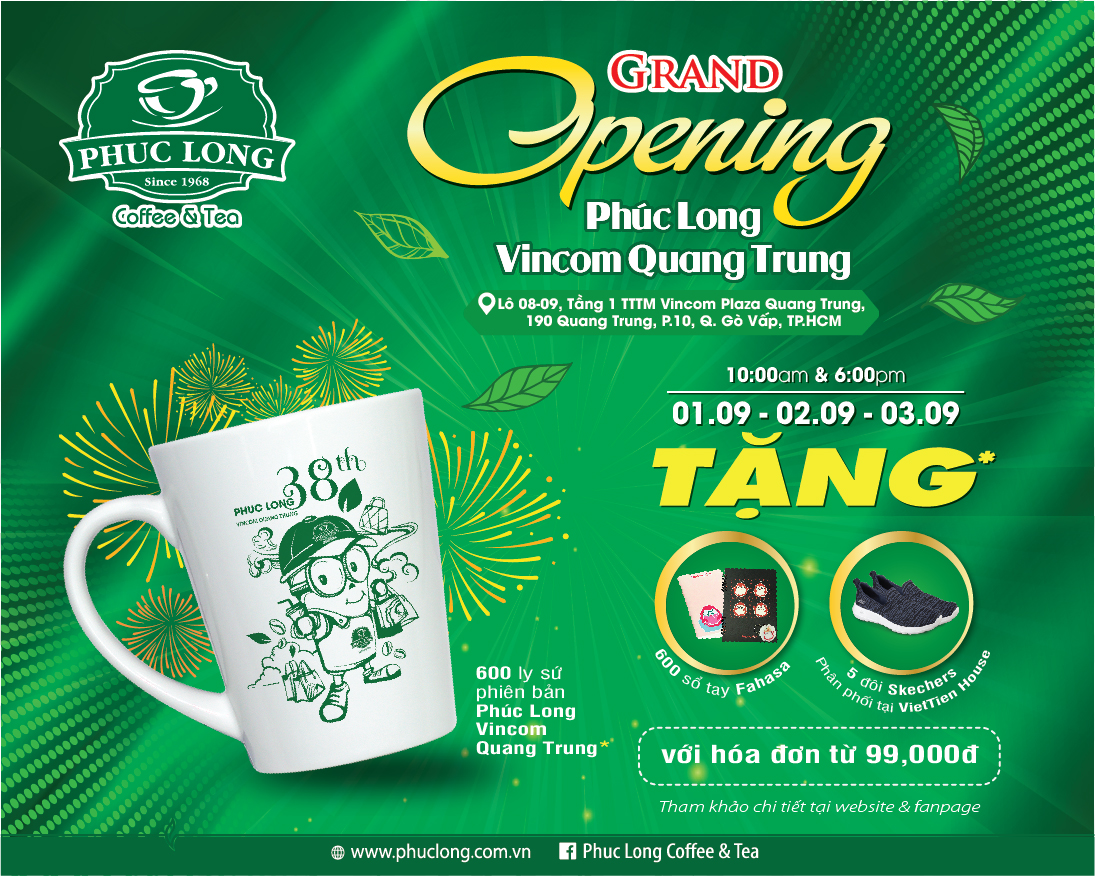 PHUC LONG
Since 1968
Coffee & Tea
GRAND
Opening
Phúc Long
Vincom Quang Trung
Lô 08-09, Tầng 1 TTTM Vincom Plaza Quang Trung,
190 Quang Trung, P.10, Q. Gò Vấp, TP.HCM
10:00am & 6:00pm
01.09 - 02.09 - 03.09
TẶNG*
38th
PHUC LONG
VINCOM QUANG TRUNG
600 ly sứ
phiên bản
Phúc Long
Vincom
Quang Trung*
600 sổ tay Fahasa
5 đôi Skechers
Phân phối tại VietTien House
với hóa đơn từ 99,000đ
Tham khảo chi tiết tại website & fanpage
www.phuclong.com.vn
Phuc Long Coffee & Tea